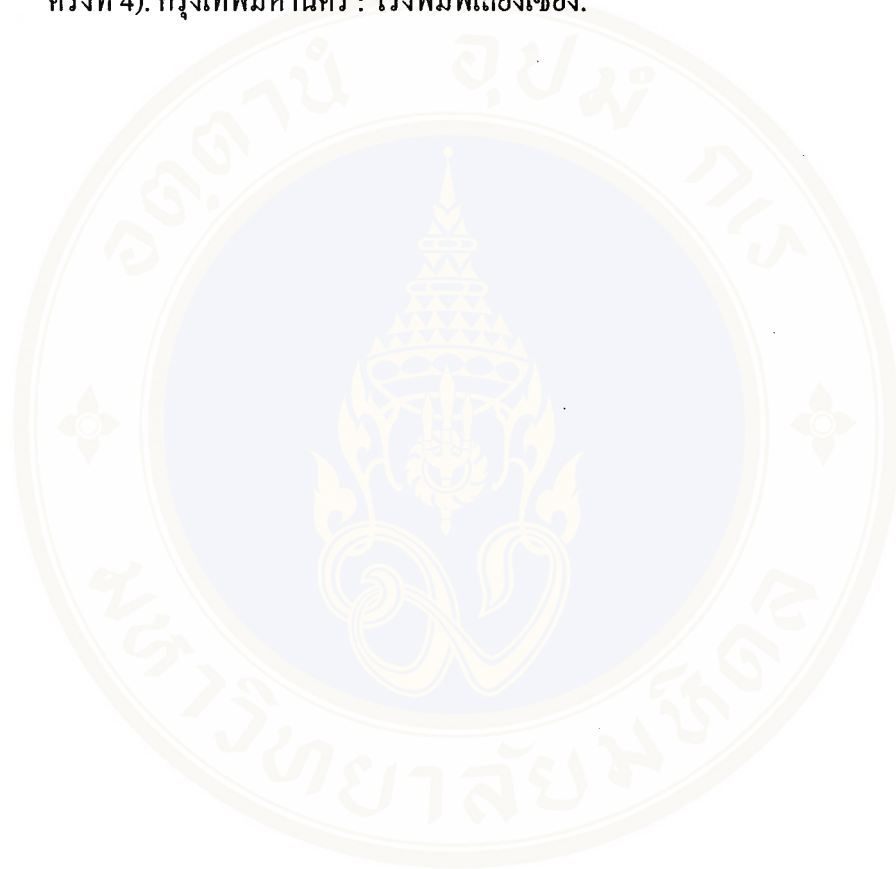 ครั้งที่ 4). กรุงเทพมหานคร : โรงพิมพ์เลี่ยงเซียง.
อตฺตานํ อุปมํ กเร
มหาวิทยาลัยมหิดล